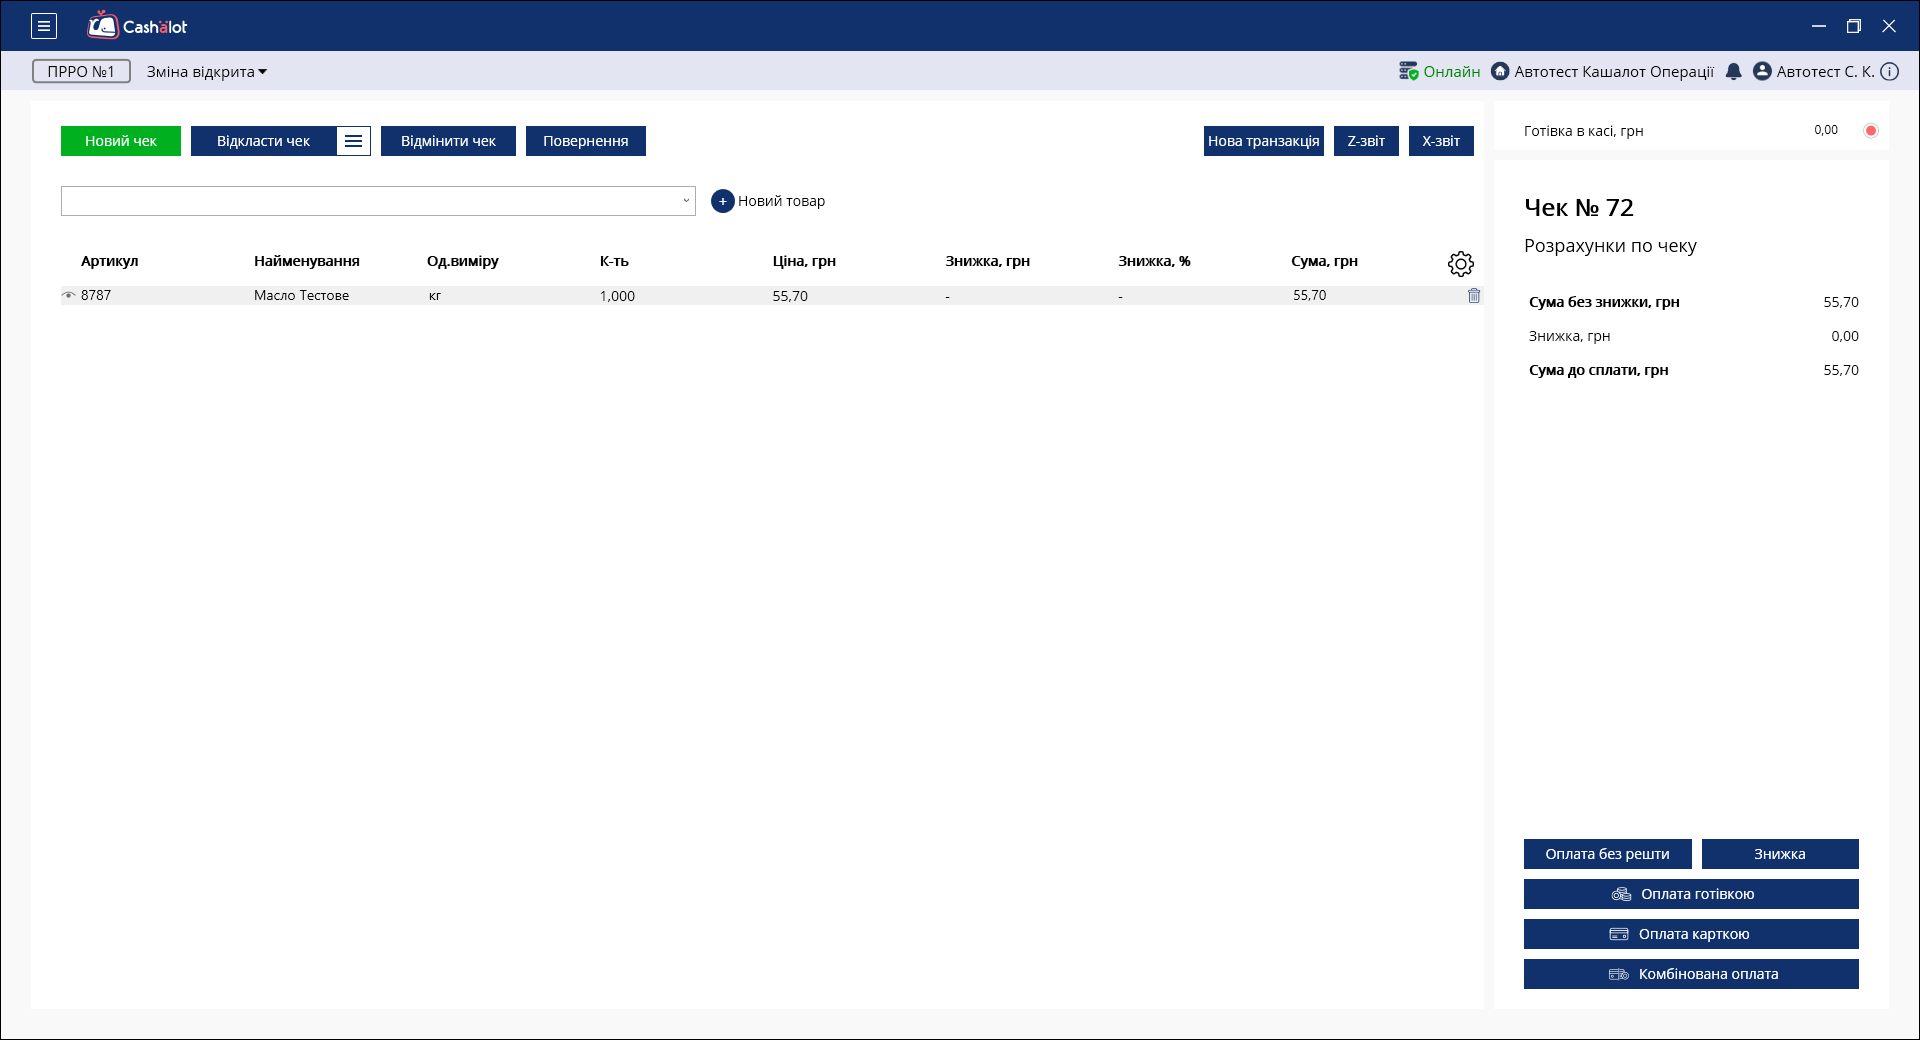 Cashalot
ПРРО №1 Зміна відкрита Онлайн Автотест Кашалот Операції Автотест С. К.
Новий чек Відкласти чек Відмінити чек Повернення Нова транзакція Z-звіт X-звіт
Готівка в касі, грн 0,00
Новий товар
Чек № 72
Розрахунки по чеку
Артикул Найменування Од.виміру К-ть Ціна, грн Знижка, грн Знижка, % Сума, грн
8787 Масло Тестове кг 1,000 55,70 - - 55,70
Сума без знижки, грн 55,70
Знижка, грн 0,00
Сума до сплати, грн 55,70
Оплата без решти Знижка
Оплата готівкою
Оплата карткою
Комбінована оплата